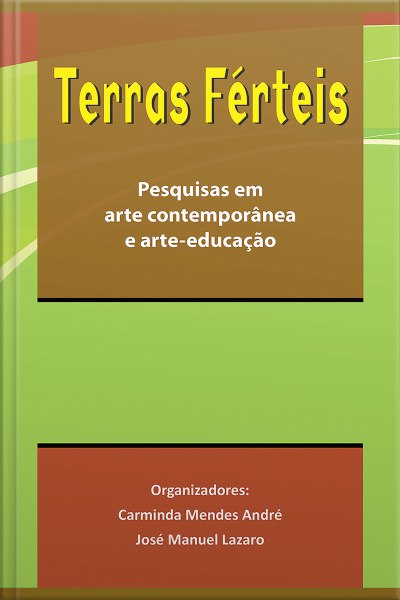 Terras Férteis
Pesquisas em
arte contemporânea
e arte-educação
Organizadores:
Carminda Mendes André
José Manuel Lazaro